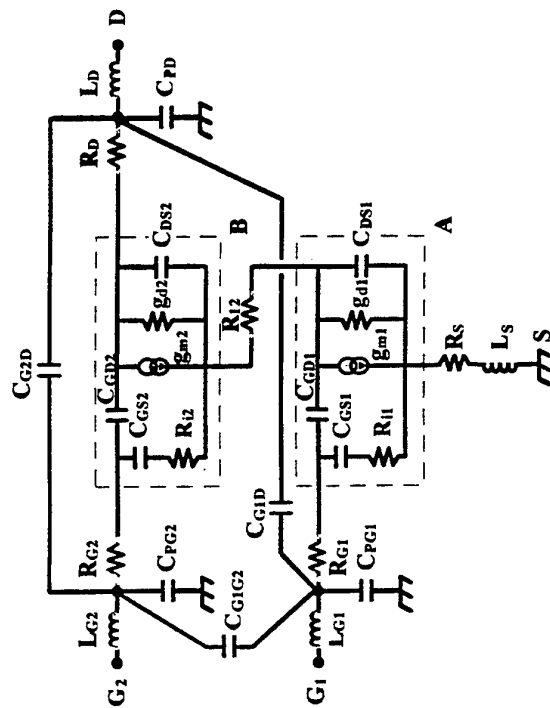 C_G2D
L_G2
R_G2
C_GD2
C_GS2
R_i2
g_m2
g_d2
C_DS2
R_D
L_D
G_2
D
C_PG2
C_PD
B
C_G1G2
R_12
C_G1D
L_G1
R_G1
C_GD1
C_GS1
R_i1
g_m1
g_d1
C_DS1
G_1
C_PG1
A
R_S
L_S
S